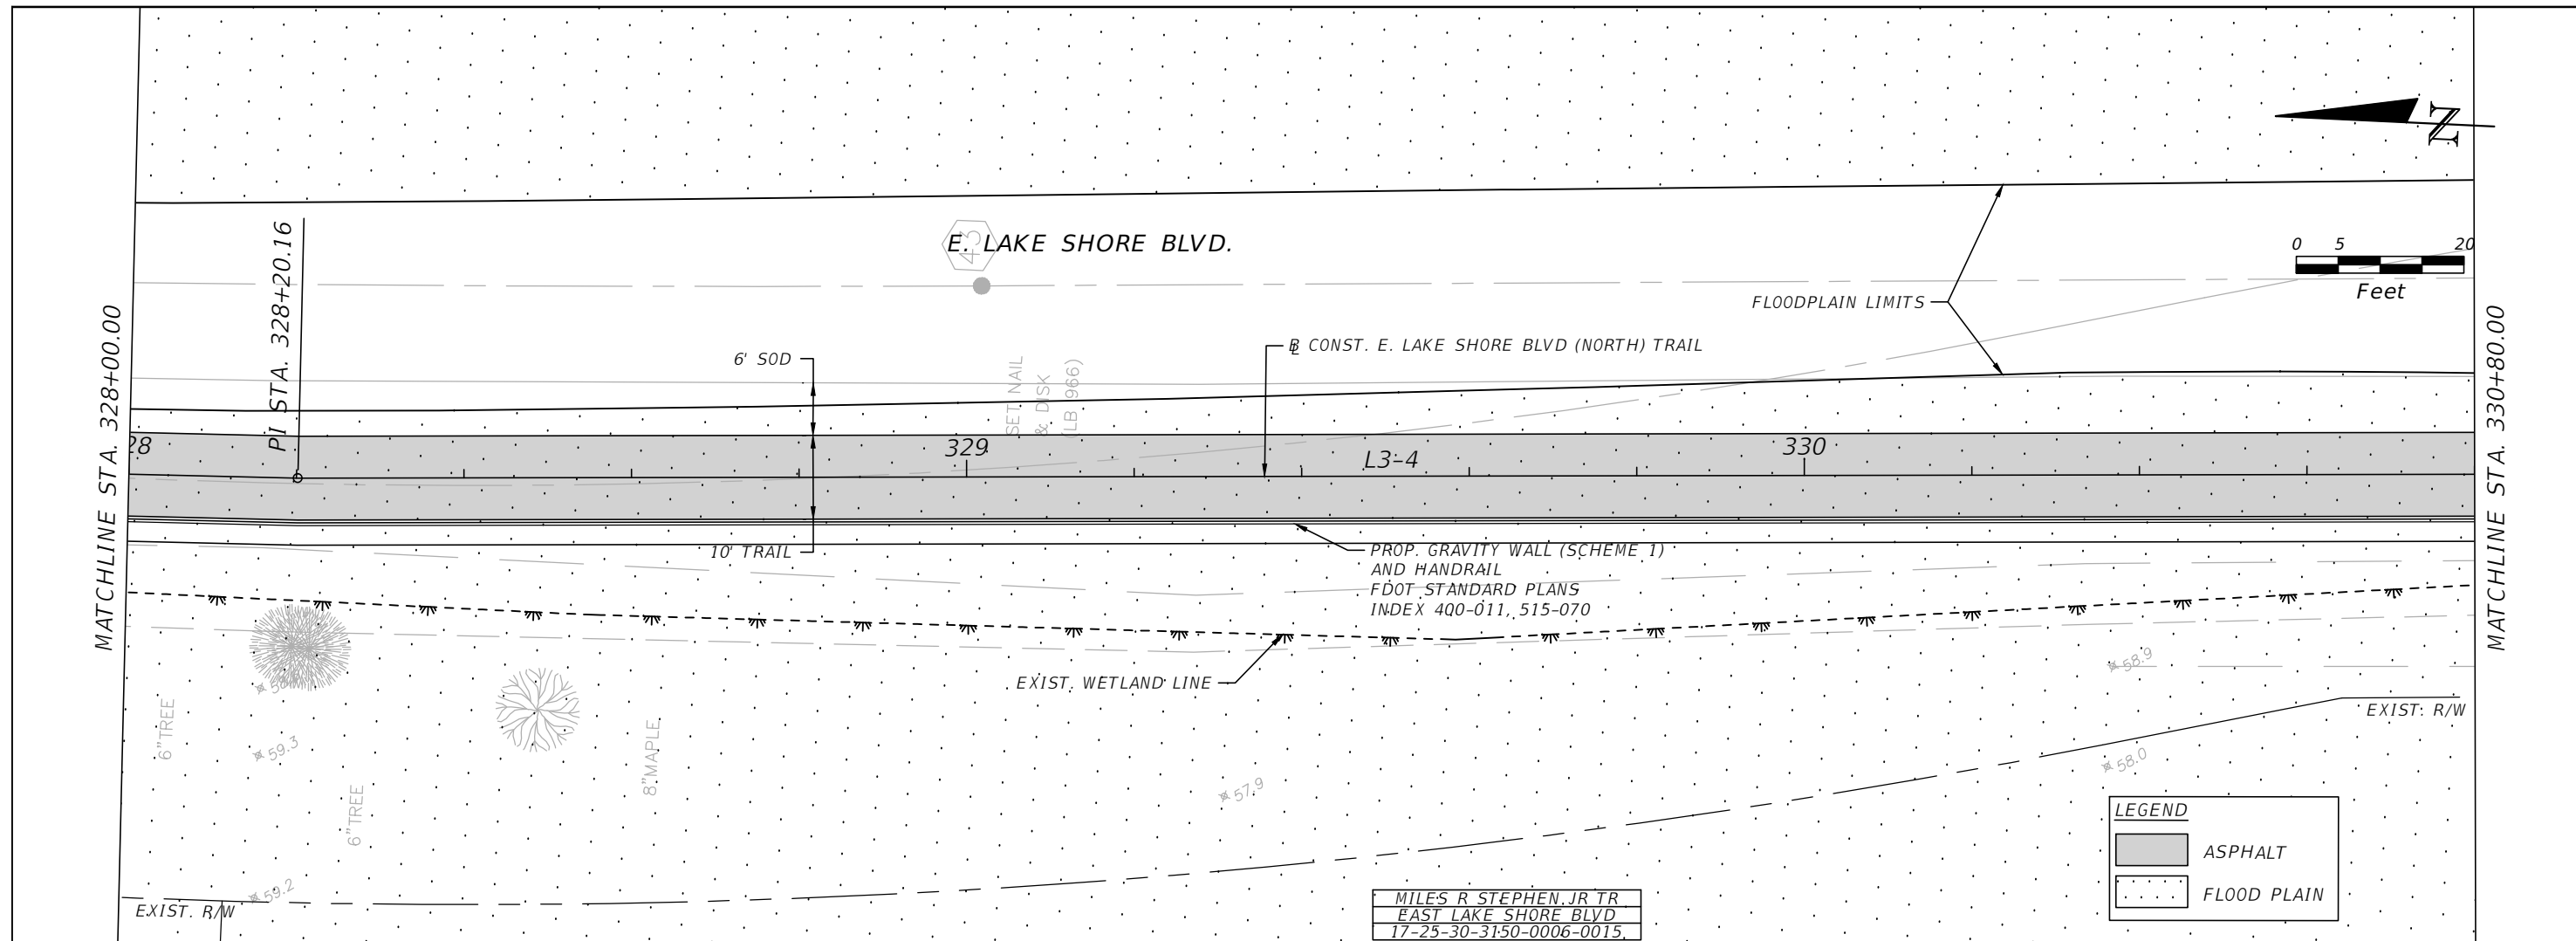 N
0 5 20
Feet
E. LAKE SHORE BLVD.
43
MATCHLINE STA. 328+00.00
PI STA. 328+20.16
FLOODPLAIN LIMITS
6' SOD
SET NAIL
& DISK
(LB 966)
BL CONST. E. LAKE SHORE BLVD (NORTH) TRAIL
MATCHLINE STA. 330+80.00
28
329
L3-4
330
10' TRAIL
PROP. GRAVITY WALL (SCHEME 1)
AND HANDRAIL
FDOT STANDARD PLANS
INDEX 400-011, 515-070
EXIST. WETLAND LINE
58.9
6"TREE
59.3
6"TREE
8"MAPLE
57.9
58.0
EXIST. R/W
59.2
EXIST. R/W
MILES R STEPHEN JR TR
EAST LAKE SHORE BLVD
17-25-30-3150-0006-0015
LEGEND
ASPHALT
FLOOD PLAIN